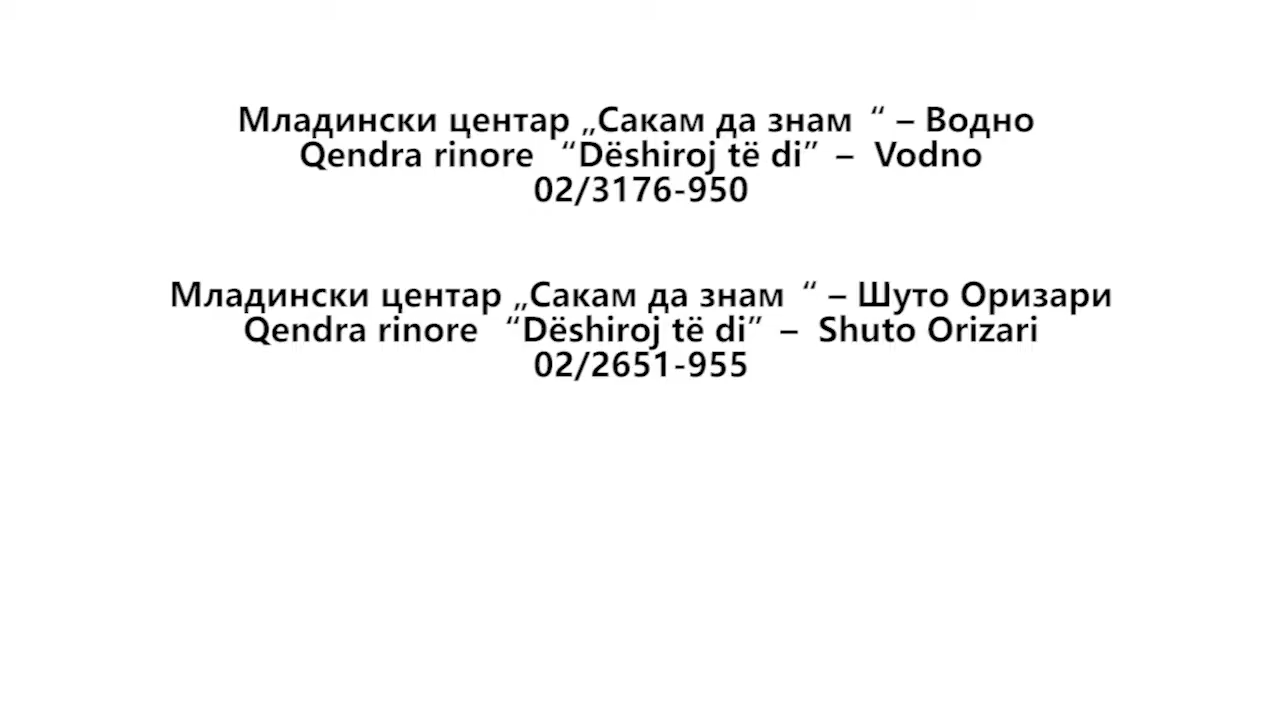 Младински центар „Сакам да знам “ – Водно
Qendra rinore “Dëshiroj të di” – Vodno
02/3176-950
Младински центар „Сакам да знам “ – Шуто Оризари
Qendra rinore “Dëshiroj të di” – Shuto Orizari
02/2651-955